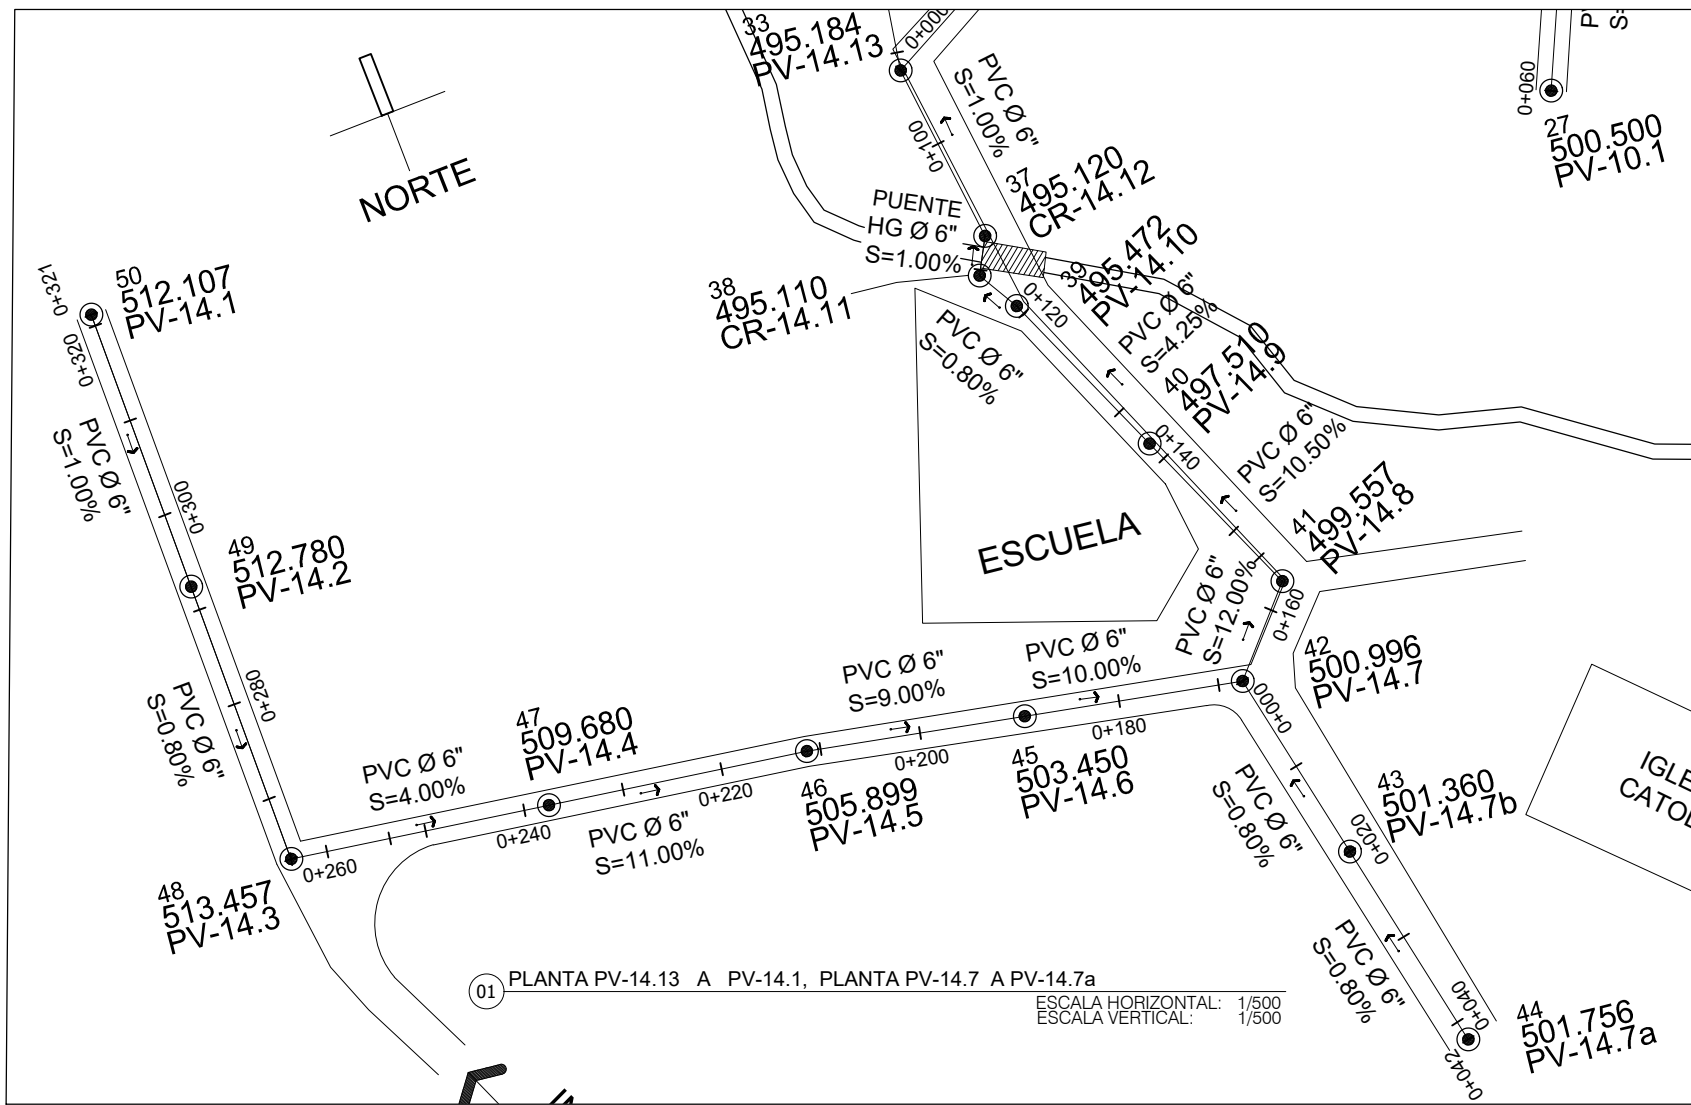 33
495.184
PV-14.13
0+000
PVC Ø 6"
S=1.00%
0+100
0+060
27
500.500
PV-10.1
NORTE
37
495.120
CR-14.12
PUENTE
HG Ø 6"
S=1.00%
39
495.472
PV-14.10
38
495.110
CR-14.11
0+120
PVC Ø 6"
S=4.25%
PVC Ø 6"
S=0.80%
40
497.510
PV-14.9
0+140
PVC Ø 6"
S=10.50%
0+321
50
512.107
PV-14.1
0+320
PVC Ø 6"
S=1.00%
0+300
49
512.780
PV-14.2
ESCUELA
41
499.557
PV-14.8
PVC Ø 6"
S=12.00%
0+160
42
500.996
PV-14.7
0+280
PVC Ø 6"
S=0.80%
PVC Ø 6"
S=10.00%
PVC Ø 6"
S=9.00%
47
509.680
PV-14.4
PVC Ø 6"
S=4.00%
0+000
0+180
0+200
0+220
0+240
0+260
45
503.450
PV-14.6
46
505.899
PV-14.5
PVC Ø 6"
S=11.00%
43
501.360
PV-14.7b
PVC Ø 6"
S=0.80%
0+020
48
513.457
PV-14.3
PVC Ø 6"
S=0.80%
0+040
0+042
44
501.756
PV-14.7a
01
PLANTA PV-14.13 A PV-14.1, PLANTA PV-14.7 A PV-14.7a
ESCALA HORIZONTAL: 1/500
ESCALA VERTICAL: 1/500